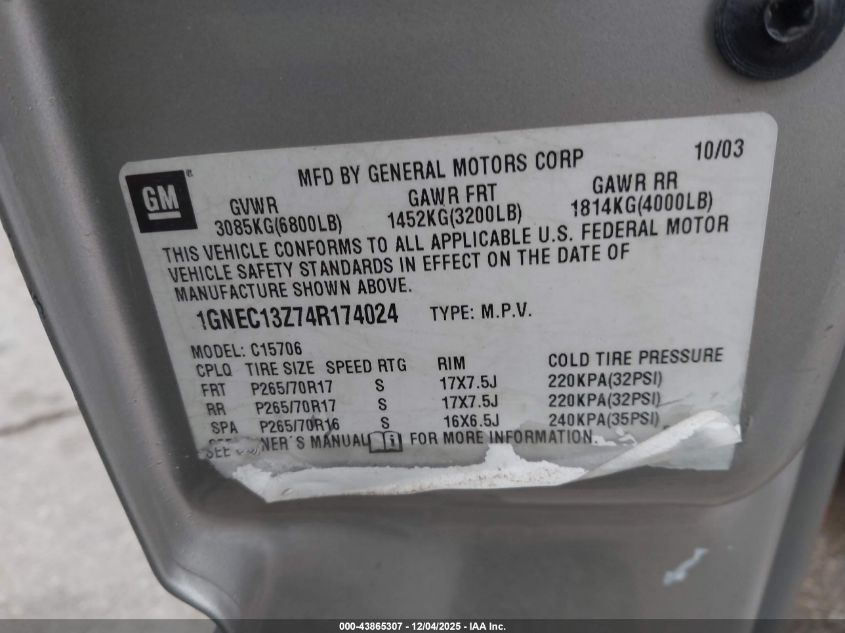 GM
MFD BY GENERAL MOTORS CORP 10/03
GVWR GAWR FRT GAWR RR
3085KG(6800LB) 1452KG(3200LB) 1814KG(4000LB)
THIS VEHICLE CONFORMS TO ALL APPLICABLE U.S. FEDERAL MOTOR
VEHICLE SAFETY STANDARDS IN EFFECT ON THE DATE OF
MANUFACTURE SHOWN ABOVE.
1GNEC13Z74R174024 TYPE: M.P.V.
MODEL: C15706
CPLQ TIRE SIZE SPEED RTG RIM COLD TIRE PRESSURE
FRT P265/70R17 S 17X7.5J 220KPA(32PSI)
RR P265/70R17 S 17X7.5J 220KPA(32PSI)
SPA P265/70R16 S 16X6.5J 240KPA(35PSI)
SEE NER´S MANUAL i FOR MORE INFORMATION.
000-43865307 - 12/04/2025 - IAA Inc.